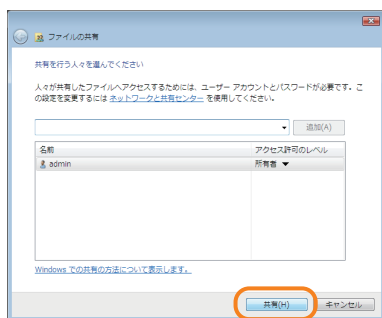 ファイルの共有
共有を行う人々を選んでください
人々が共有したファイルへアクセスするためには、ユーザー アカウントとパスワードが必要です。こ
の設定を変更するには ネットワークと共有センター を使用してください。
追加(A)
名前 アクセス許可のレベル
admin 所有者
Windows での共有の方法について表示します。
共有(H) キャンセル